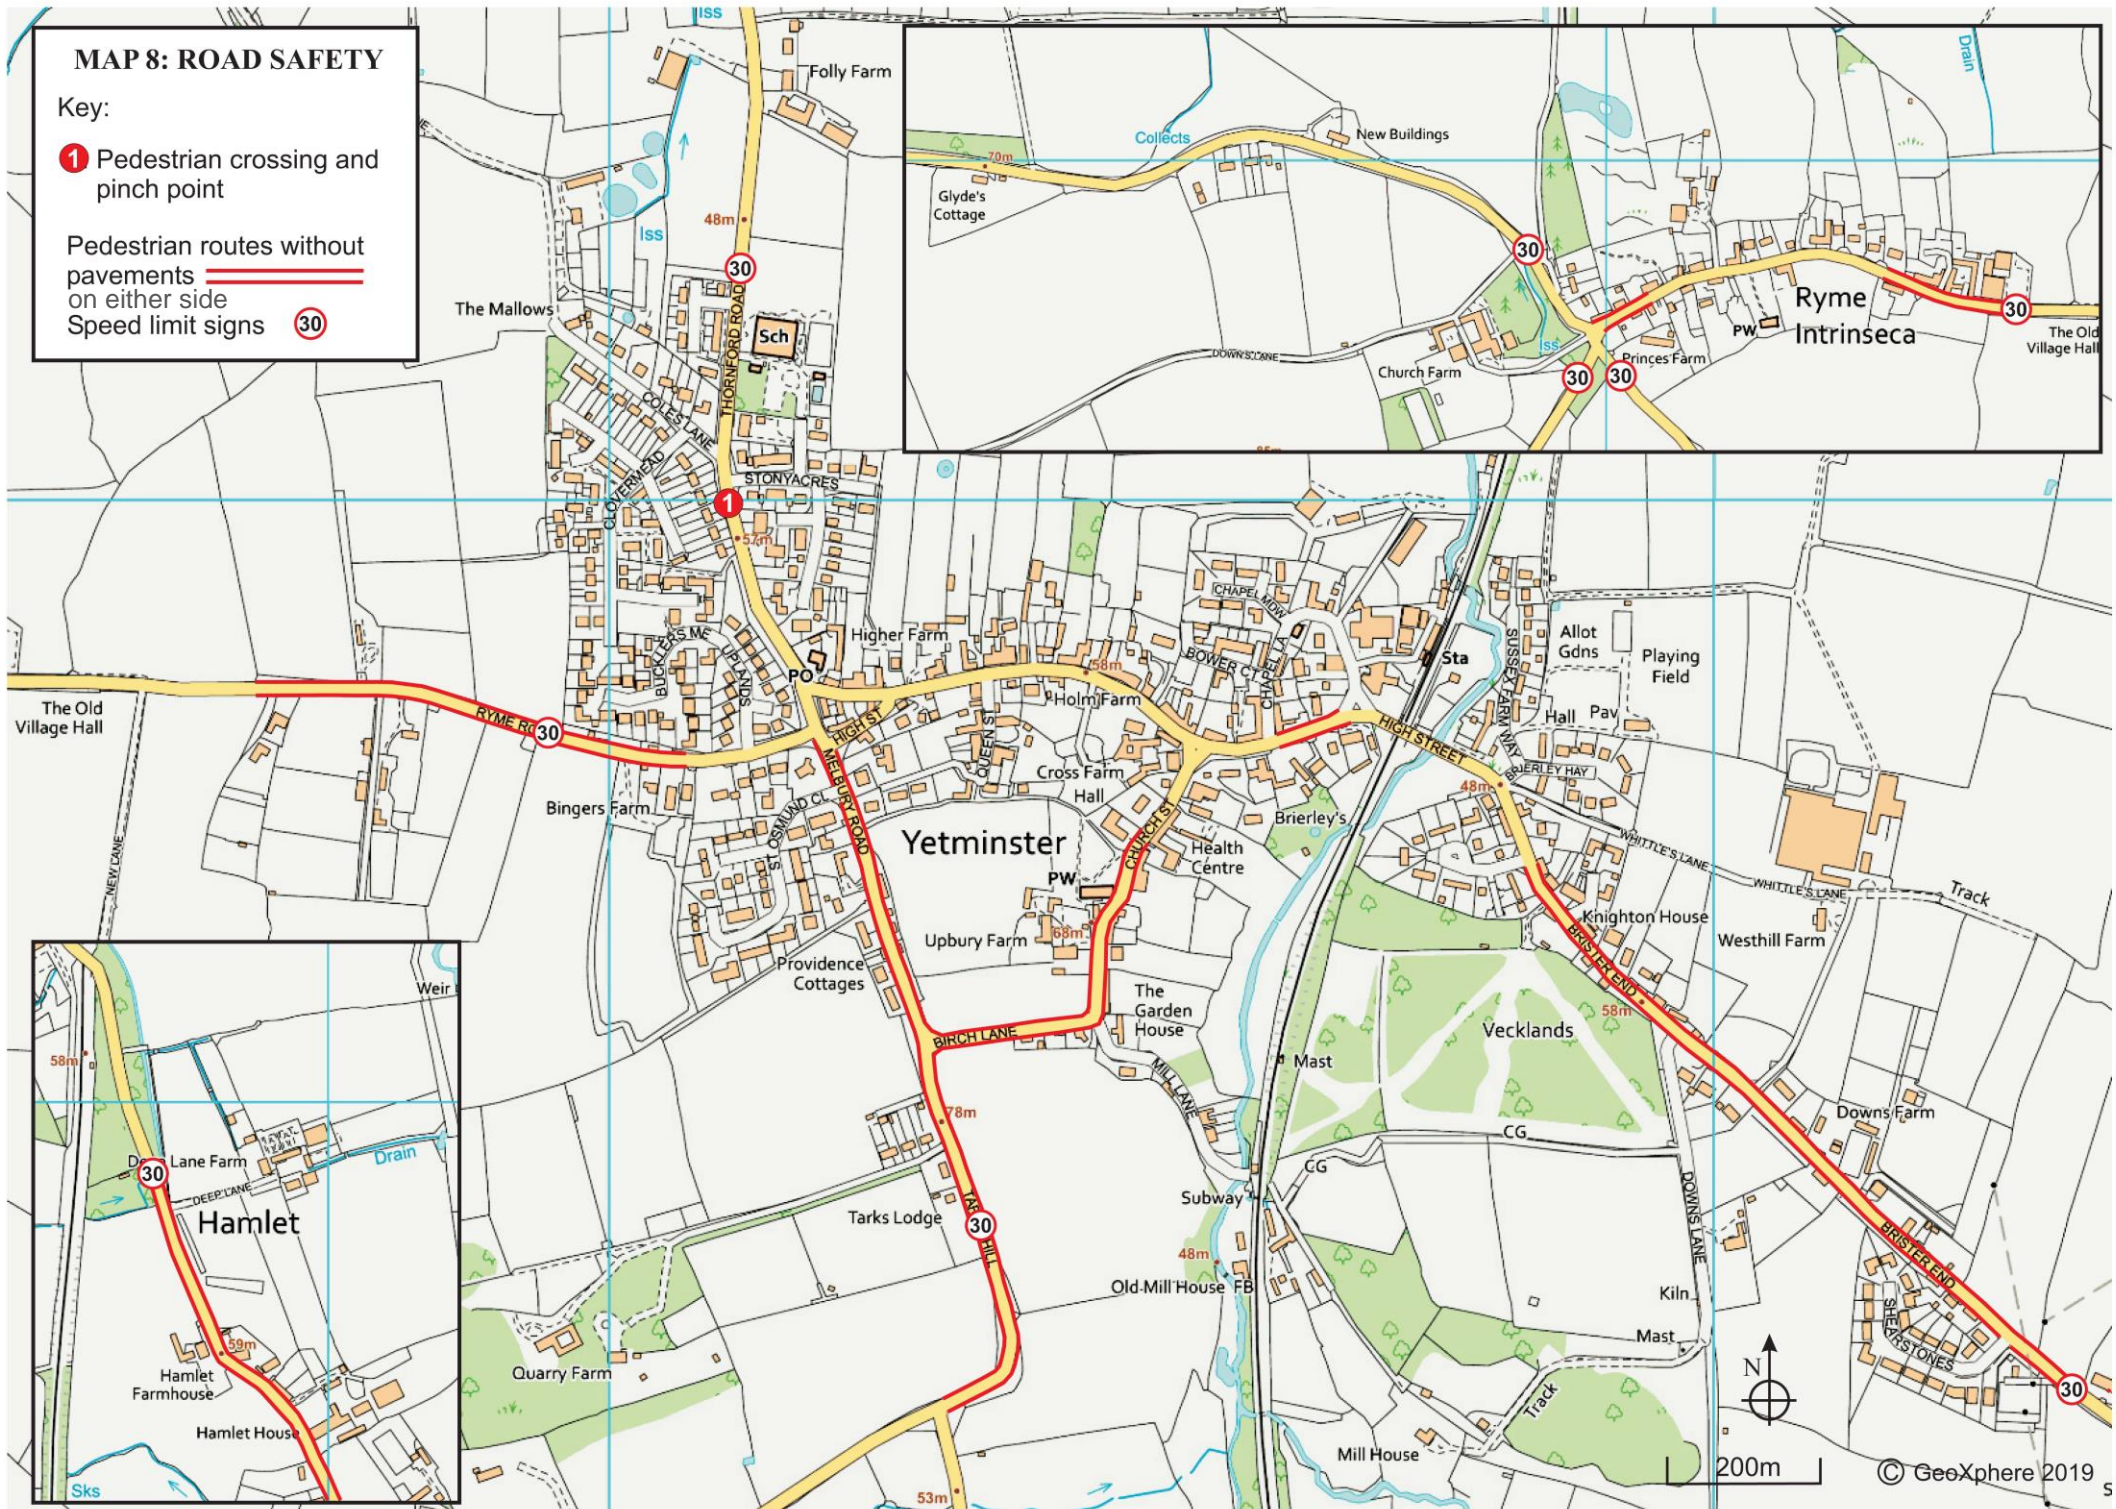 MAP 8: ROAD SAFETY
Key:
1 Pedestrian crossing and
pinch point
Pedestrian routes without
pavements
on either side
Speed limit signs 30
Iss
Folly Farm
48m
Iss
30
The Mallows
Sch
THORNFORD ROAD
COLES LANE
CLOVERMEAD
STONYACRES
1
57m
Collects
New Buildings
Drain
70m
Glyde's
Cottage
30
Ryme
Intrinseca
PW
30
The Old
Village Hall
DOWNS LANE
Iss
Princes Farm
Church Farm
30
30
Higher Farm
BUCKLERS ME
UPLANDS
PO
58m
Holm Farm
HIGH ST
QUEEN ST
CHAPEL MDW
BOWER CT
CHAPEL LA
Sta
SUSSEX FARM WAY
Allot
Gdns
Playing
Field
Hall
Pav
The Old
Village Hall
RYME
30
HIGH STREET
48m
BRIERLEY HAY
NEW LANE
Bingers Farm
MELBURY ROAD
ST OSMUND CL
Cross Farm
Hall
Yetminster
CHURCH ST
Brierley's
Health
Centre
PW
WHITTLE'S LANE
WHITTLE'S LANE
Track
Upbury Farm
68m
Knighton House
Westhill Farm
BRISTER END
58m
Providence
Cottages
The
Garden
House
BIRCH LANE
MILL LANE
Vecklands
Mast
78m
CG
CG
Downs Farm
Subway
Tarks Lodge
30
HILL
48m
Old Mill House
FB
DOWNS LANE
BRISTER END
Kiln
SHEARSTONES
Mast
30
Quarry Farm
Track
Mill House
N
53m
200m
© GeoXphere 2019
Weir
58m
Lane Farm
30
DEEP LANE
Drain
Hamlet
59m
Hamlet
Farmhouse
Hamlet House
Sks